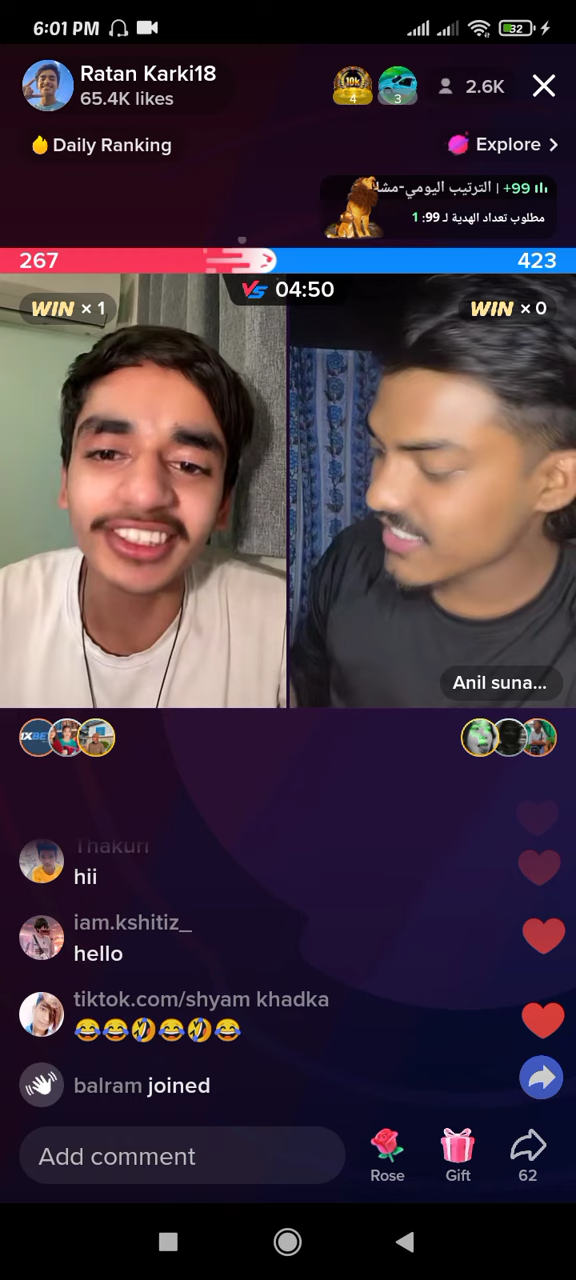 6:01 PM
32
Ratan Karki18
65.4K likes
10k
4
3
2.6K
Daily Ranking
Explore
+99 | الترتيب اليومي-مشا
مطلوب تعداد الهدية لـ 99: 1
267
423
VS 04:50
WIN × 1
WIN × 0
Anil suna...
1XBE
Thakuri
hii
iam.kshitiz_
hello
tiktok.com/shyam khadka
😂😂🤣😂🤣😂
balram joined
Add comment
Rose
Gift
62